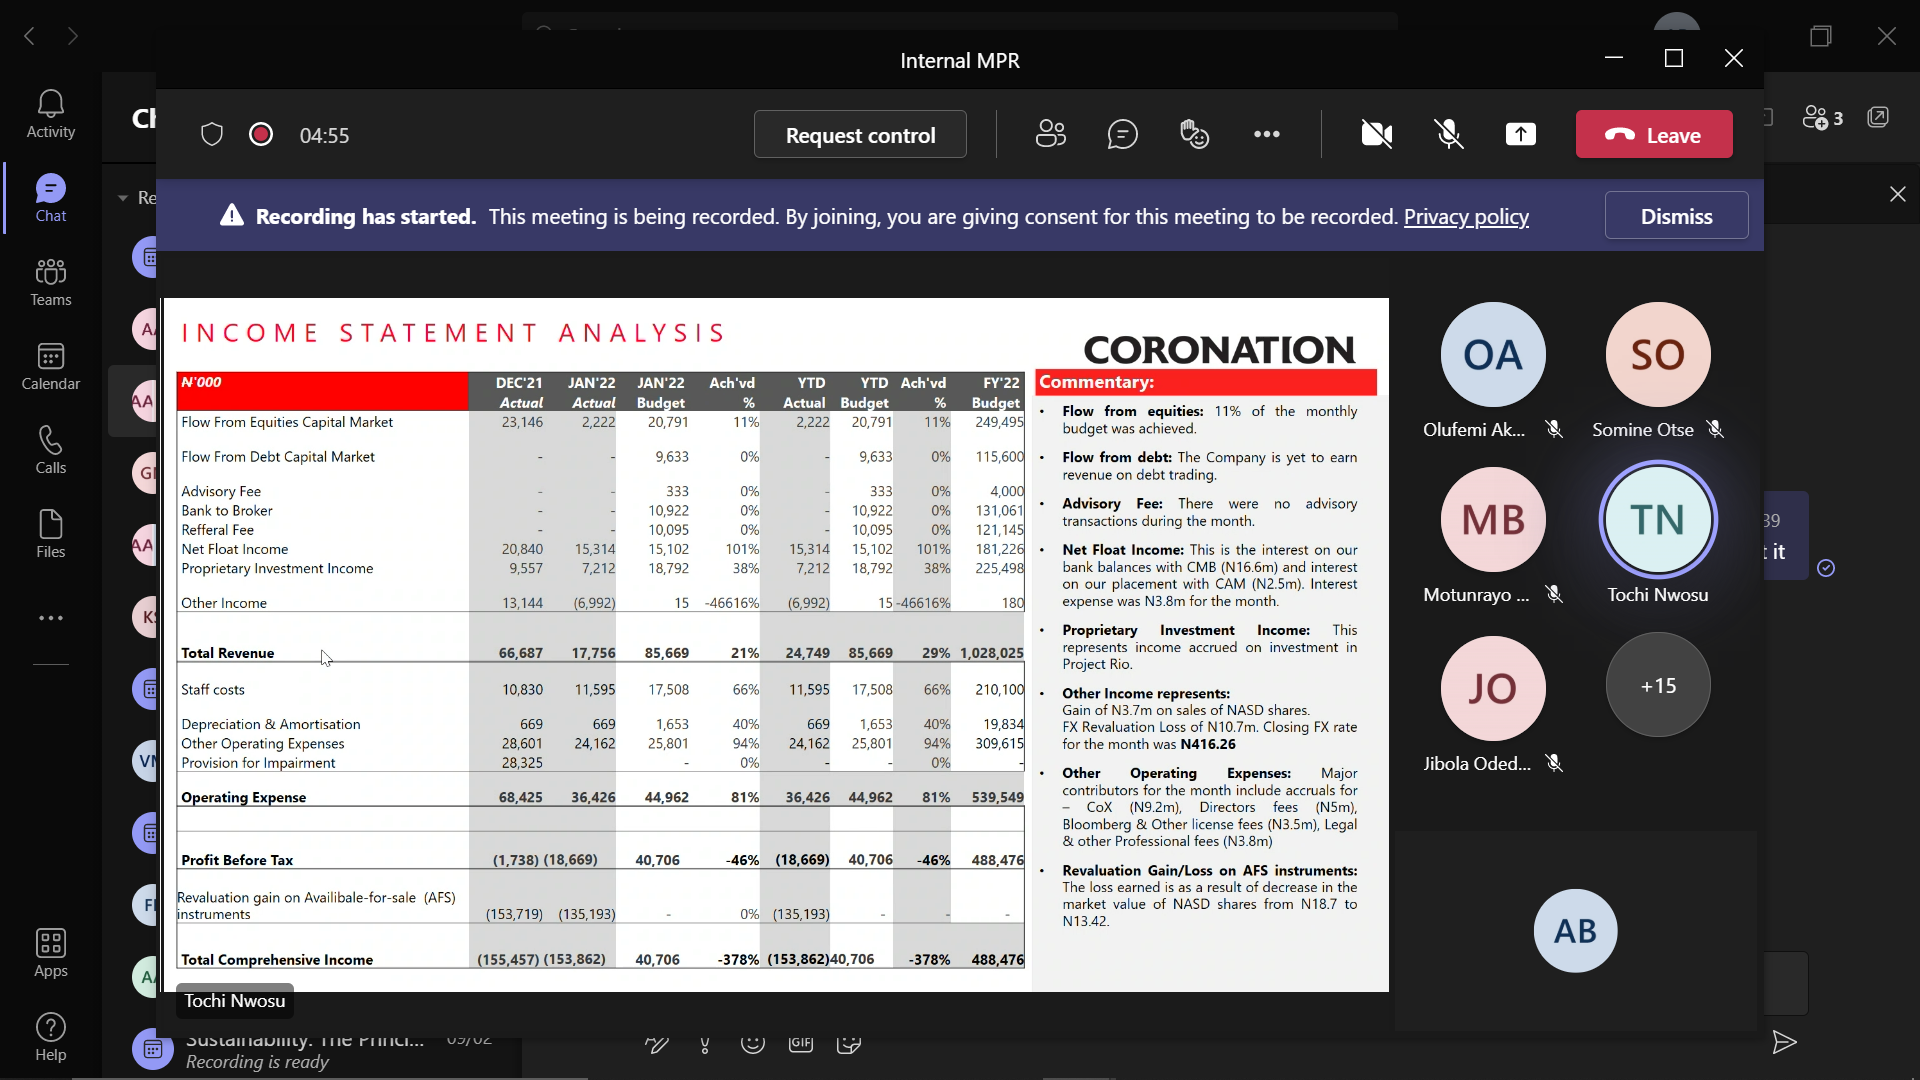 Internal MPR
Activity
04:55
Request control
Leave
3
Chat
Recording has started. This meeting is being recorded. By joining, you are giving consent for this meeting to be recorded. Privacy policy
Dismiss
Teams
Calendar
Calls
Files
Apps
Help
INCOME STATEMENT ANALYSIS
CORONATION
N'000 DEC'21 Actual JAN'22 Actual JAN'22 Budget Ach'vd % YTD Actual YTD Budget Ach'vd % FY'22 Budget
Flow From Equities Capital Market 23,146 2,222 20,791 11% 2,222 20,791 11% 249,495
Flow From Debt Capital Market - - 9,633 0% - 9,633 0% 115,600
Advisory Fee - - 333 0% - 333 0% 4,000
Bank to Broker - - 10,922 0% - 10,922 0% 131,061
Refferal Fee - - 10,095 0% - 10,095 0% 121,145
Net Float Income 20,840 15,314 15,102 101% 15,314 15,102 101% 181,226
Proprietary Investment Income 9,557 7,212 18,792 38% 7,212 18,792 38% 225,498
Other Income 13,144 (6,992) 15 -46616% (6,992) 15 -46616% 180
Total Revenue 66,687 17,756 85,669 21% 24,749 85,669 29% 1,028,025
Staff costs 10,830 11,595 17,508 66% 11,595 17,508 66% 210,100
Depreciation & Amortisation 669 669 1,653 40% 669 1,653 40% 19,834
Other Operating Expenses 28,601 24,162 25,801 94% 24,162 25,801 94% 309,615
Provision for Impairment 28,325 - 0% - - 0% -
Operating Expense 68,425 36,426 44,962 81% 36,426 44,962 81% 539,549
Profit Before Tax (1,738) (18,669) 40,706 -46% (18,669) 40,706 -46% 488,476
Revaluation gain on Availibale-for-sale (AFS)
instruments (153,719) (135,193) - 0% (135,193) - - -
Total Comprehensive Income (155,457) (153,862) 40,706 -378% (153,862) 40,706 -378% 488,476
Commentary:
• Flow from equities: 11% of the monthly
budget was achieved.
• Flow from debt: The Company is yet to earn
revenue on debt trading.
• Advisory Fee: There were no advisory
transactions during the month.
• Net Float Income: This is the interest on our
bank balances with CMB (N16.6m) and interest
on our placement with CAM (N2.5m). Interest
expense was N3.8m for the month.
• Proprietary Investment Income: This
represents income accrued on investment in
Project Rio.
• Other Income represents:
Gain of N3.7m on sales of NASD shares.
FX Revaluation Loss of N10.7m. Closing FX rate
for the month was N416.26
• Other Operating Expenses: Major
contributors for the month include accruals for
– CoX (N9.2m), Directors fees (N5m),
Bloomberg & Other license fees (N3.5m), Legal
& other Professional fees (N3.8m)
• Revaluation Gain/Loss on AFS instruments:
The loss earned is as a result of decrease in the
market value of NASD shares from N18.7 to
N13.42.
Tochi Nwosu
OA
SO
Olufemi Ak...
Somine Otse
MB
TN
Motunrayo ...
Tochi Nwosu
JO
+15
Jibola Oded...
AB
39
it
Sustainability: The Princi... 09/02
Recording is ready
GIF